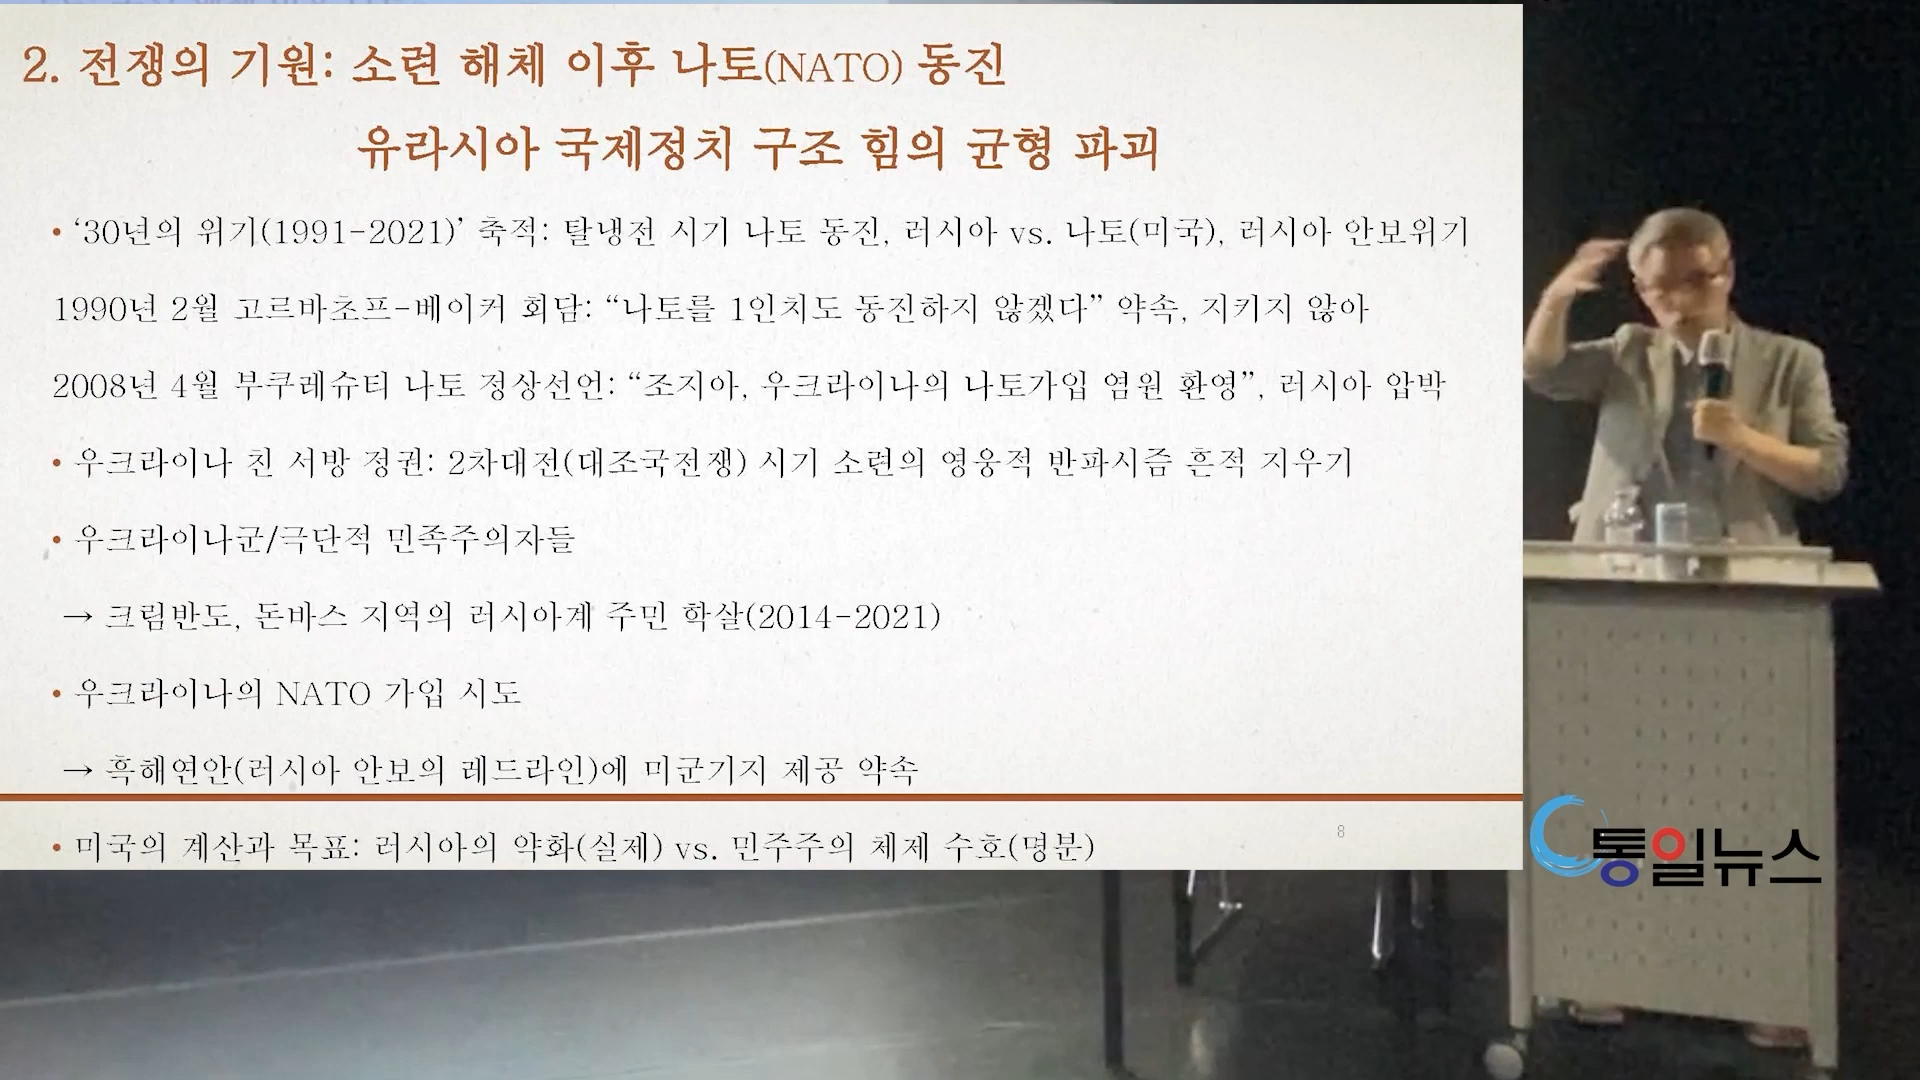 2. 전쟁의 기원: 소련 해체 이후 나토(NATO) 동진
유라시아 국제정치 구조 힘의 균형 파괴
• ‘30년의 위기(1991-2021)’ 축적: 탈냉전 시기 나토 동진, 러시아 vs. 나토(미국), 러시아 안보위기
1990년 2월 고르바초프-베이커 회담: “나토를 1인치도 동진하지 않겠다” 약속, 지키지 않아
2008년 4월 부쿠레슈티 나토 정상선언: “조지아, 우크라이나의 나토가입 염원 환영”, 러시아 압박
• 우크라이나 친 서방 정권: 2차대전(대조국전쟁) 시기 소련의 영웅적 반파시즘 흔적 지우기
• 우크라이나군/극단적 민족주의자들
→ 크림반도, 돈바스 지역의 러시아계 주민 학살(2014-2021)
• 우크라이나의 NATO 가입 시도
→ 흑해연안(러시아 안보의 레드라인)에 미군기지 제공 약속
• 미국의 계산과 목표: 러시아의 약화(실제) vs. 민주주의 체제 수호(명분)
8
통일뉴스